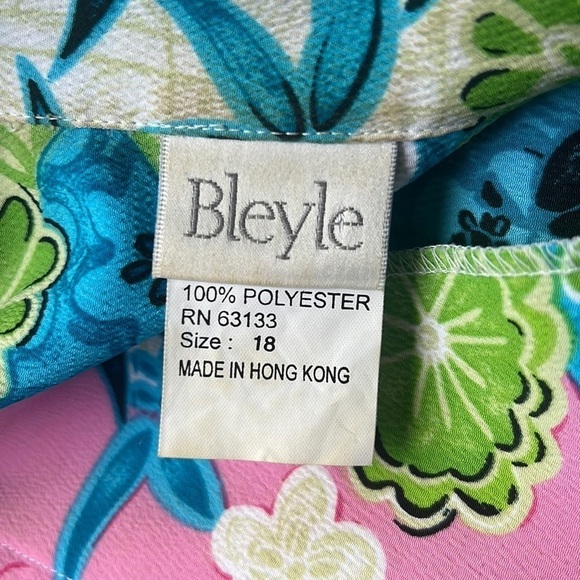 Bleyle
100% POLYESTER
RN 63133
Size : 18
MADE IN HONG KONG